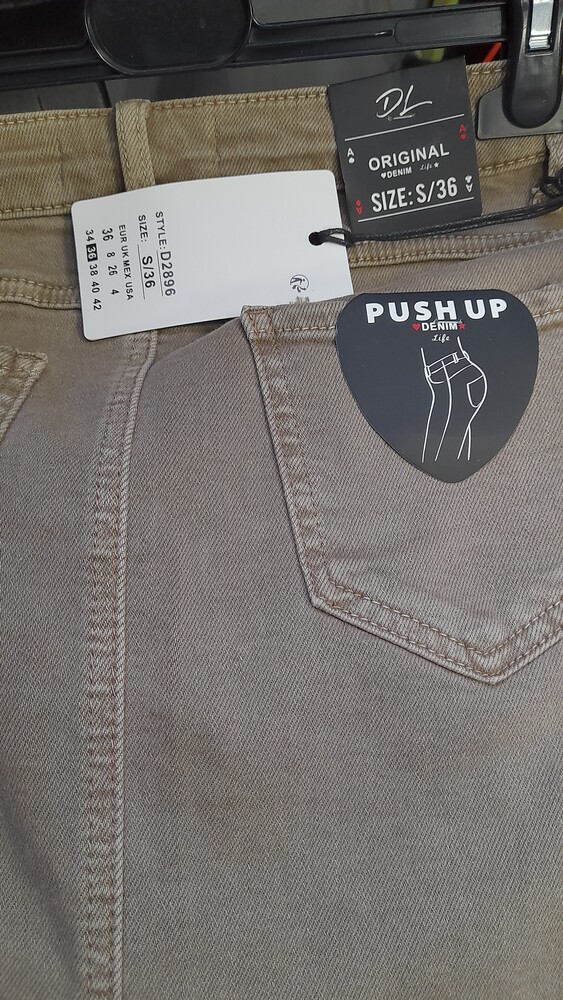 DL
ORIGINAL
♥DENIM Life★
SIZE: S/36
A
A
A
A
STYLE: D2896
SIZE: S/36
EUR UK MEX USA
36 8 26 4
34 36 38 40 42
PUSH UP
♥DENIM★
Life